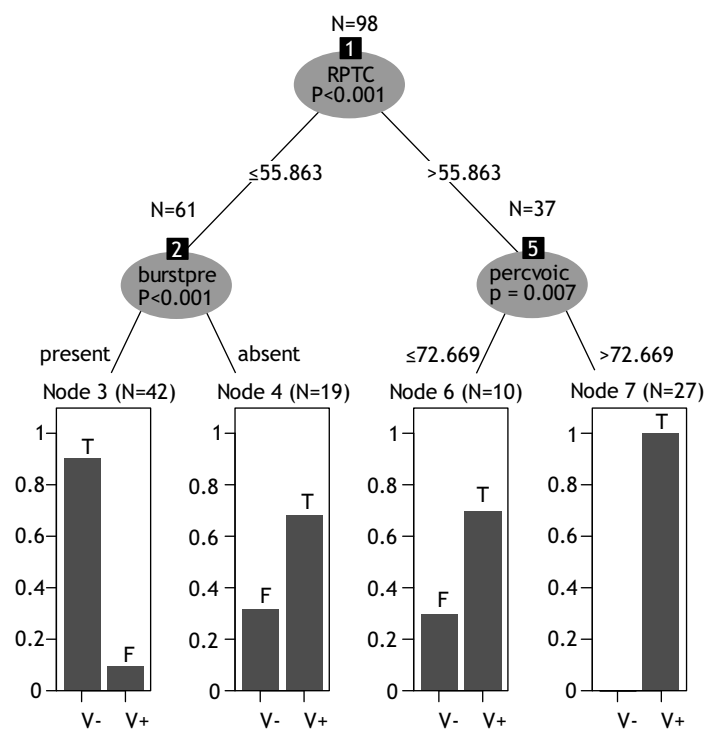 N=98
1
RPTC
P<0.001
≤55.863
>55.863
N=61
N=37
2
burstpre
P<0.001
5
percvoic
p = 0.007
present
absent
≤72.669
>72.669
Node 3 (N=42)
Node 4 (N=19)
Node 6 (N=10)
Node 7 (N=27)
1
0.8
0.6
0.4
0.2
0
T
F
V-
V+
1
0.8
0.6
0.4
0.2
0
F
T
V-
V+
1
0.8
0.6
0.4
0.2
0
F
T
V-
V+
1
0.8
0.6
0.4
0.2
0
T
V-
V+